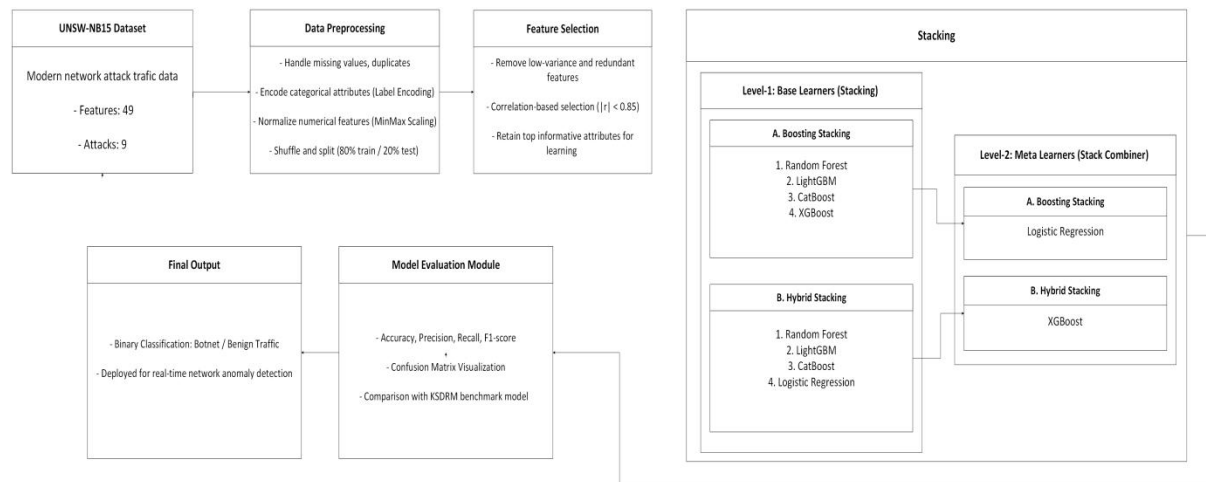 UNSW-NB15 Dataset
Modern network attack trafic data
- Features: 49
- Attacks: 9
Data Preprocessing
- Handle missing values, duplicates
- Encode categorical attributes (Label Encoding)
- Normalize numerical features (MinMax Scaling)
- Shuffle and split (80% train / 20% test)
Feature Selection
- Remove low-variance and redundant
features
- Correlation-based selection (|r| < 0.85)
- Retain top informative attributes for
learning
Stacking
Level-1: Base Learners (Stacking)
A. Boosting Stacking
1. Random Forest
2. LightGBM
3. CatBoost
4. XGBoost
B. Hybrid Stacking
1. Random Forest
2. LightGBM
3. CatBoost
4. Logistic Regression
Level-2: Meta Learners (Stack Combiner)
A. Boosting Stacking
Logistic Regression
B. Hybrid Stacking
XGBoost
Final Output
- Binary Classification: Botnet / Benign Traffic
- Deployed for real-time network anomaly detection
Model Evaluation Module
- Accuracy, Precision, Recall, F1-score
- Confusion Matrix Visualization
- Comparison with KSDRM benchmark model